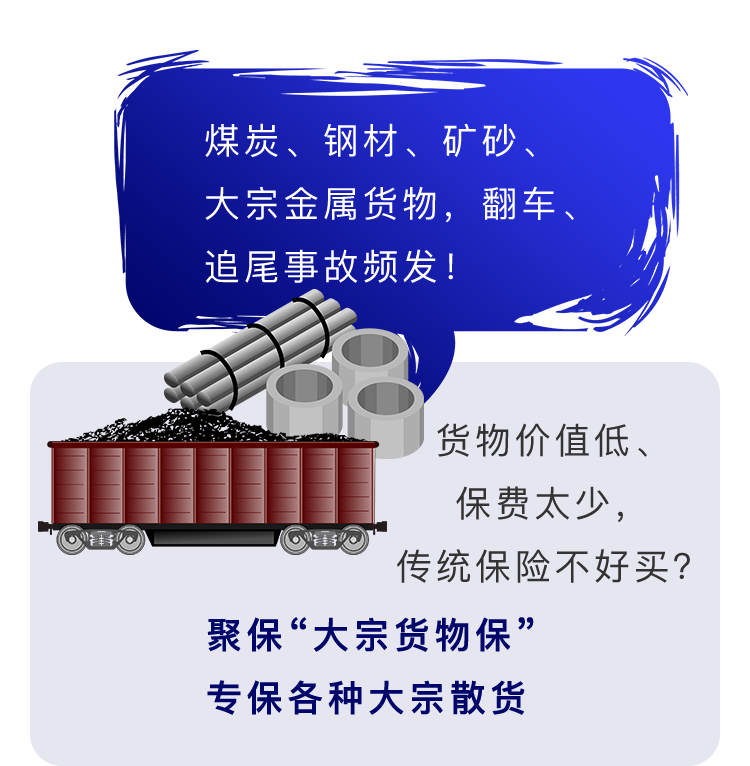 煤炭、钢材、矿砂、
大宗金属货物，翻车、
追尾事故频发！
货物价值低、
保费太少，
传统保险不好买？
聚保“大宗货物保”
专保各种大宗散货